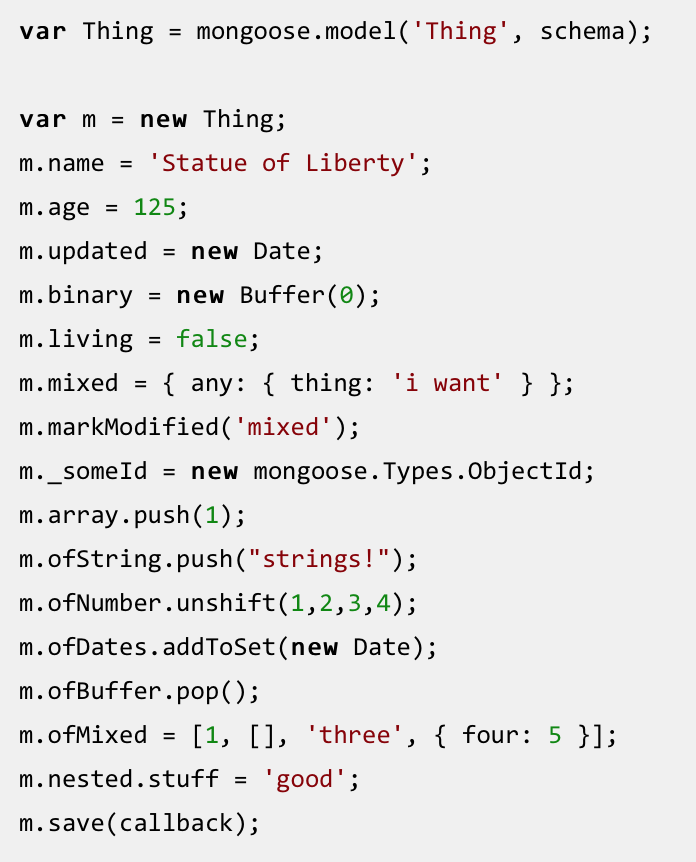 var Thing = mongoose.model('Thing', schema);
var m = new Thing;
m.name = 'Statue of Liberty';
m.age = 125;
m.updated = new Date;
m.binary = new Buffer(0);
m.living = false;
m.mixed = { any: { thing: 'i want' } };
m.markModified('mixed');
m._someId = new mongoose.Types.ObjectId;
m.array.push(1);
m.ofString.push("strings!");
m.ofNumber.unshift(1,2,3,4);
m.ofDates.addToSet(new Date);
m.ofBuffer.pop();
m.ofMixed = [1, [], 'three', { four: 5 }];
m.nested.stuff = 'good';
m.save(callback);